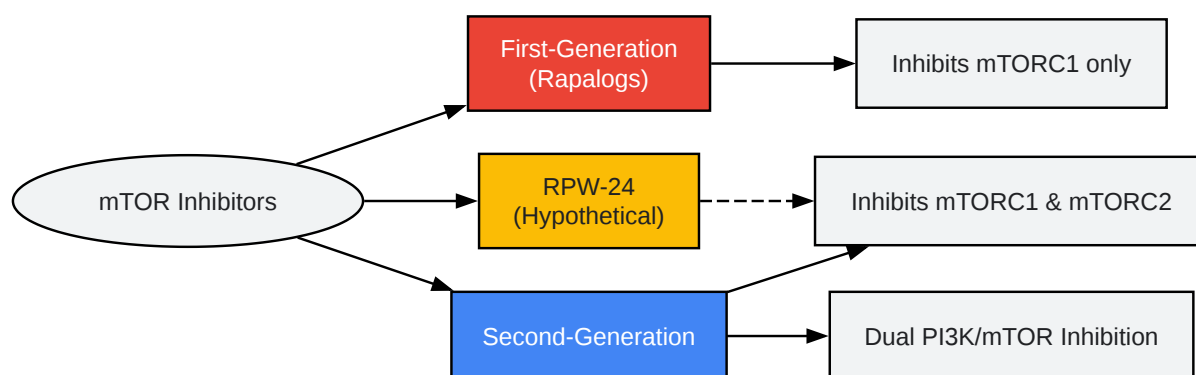 First-Generation
(Rapalogs)
Inhibits mTORC1 only
mTOR Inhibitors
RPW-24
(Hypothetical)
Inhibits mTORC1 & mTORC2
Second-Generation
Dual PI3K/mTOR Inhibition